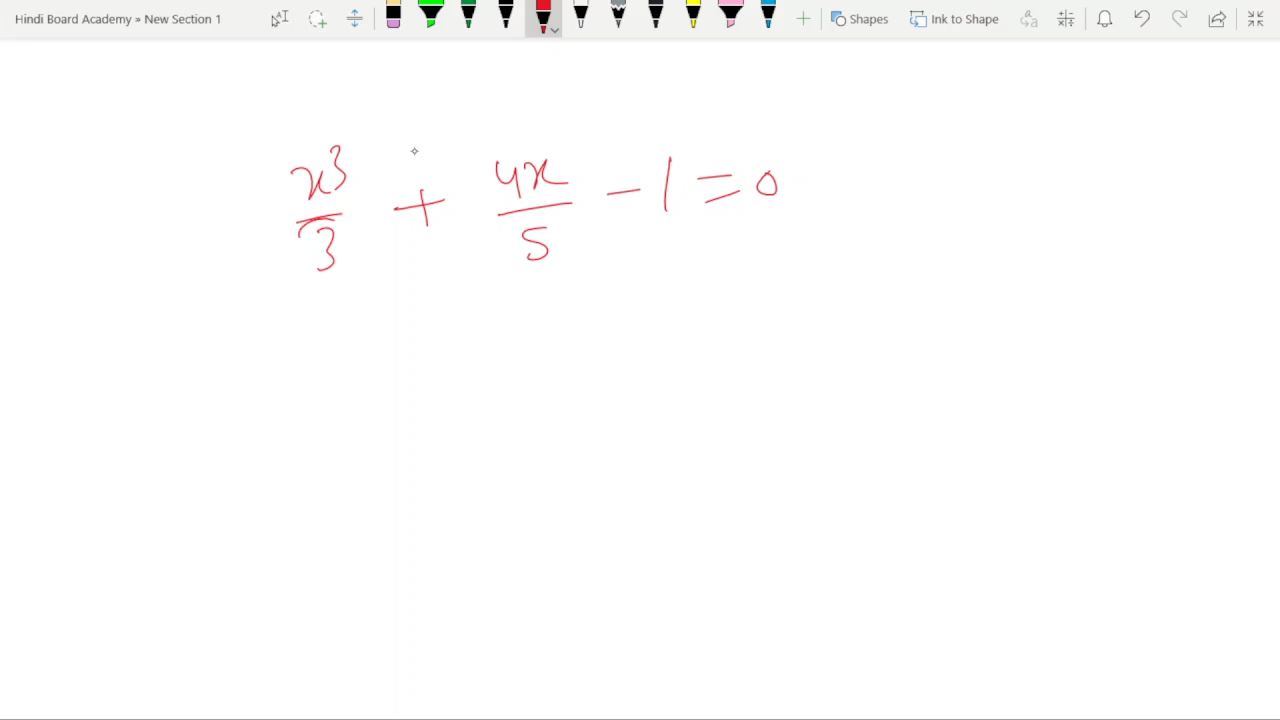 Hindi Board Academy » New Section 1
Shapes
Ink to Shape
x³/3 + 4x/5 - 1 = 0